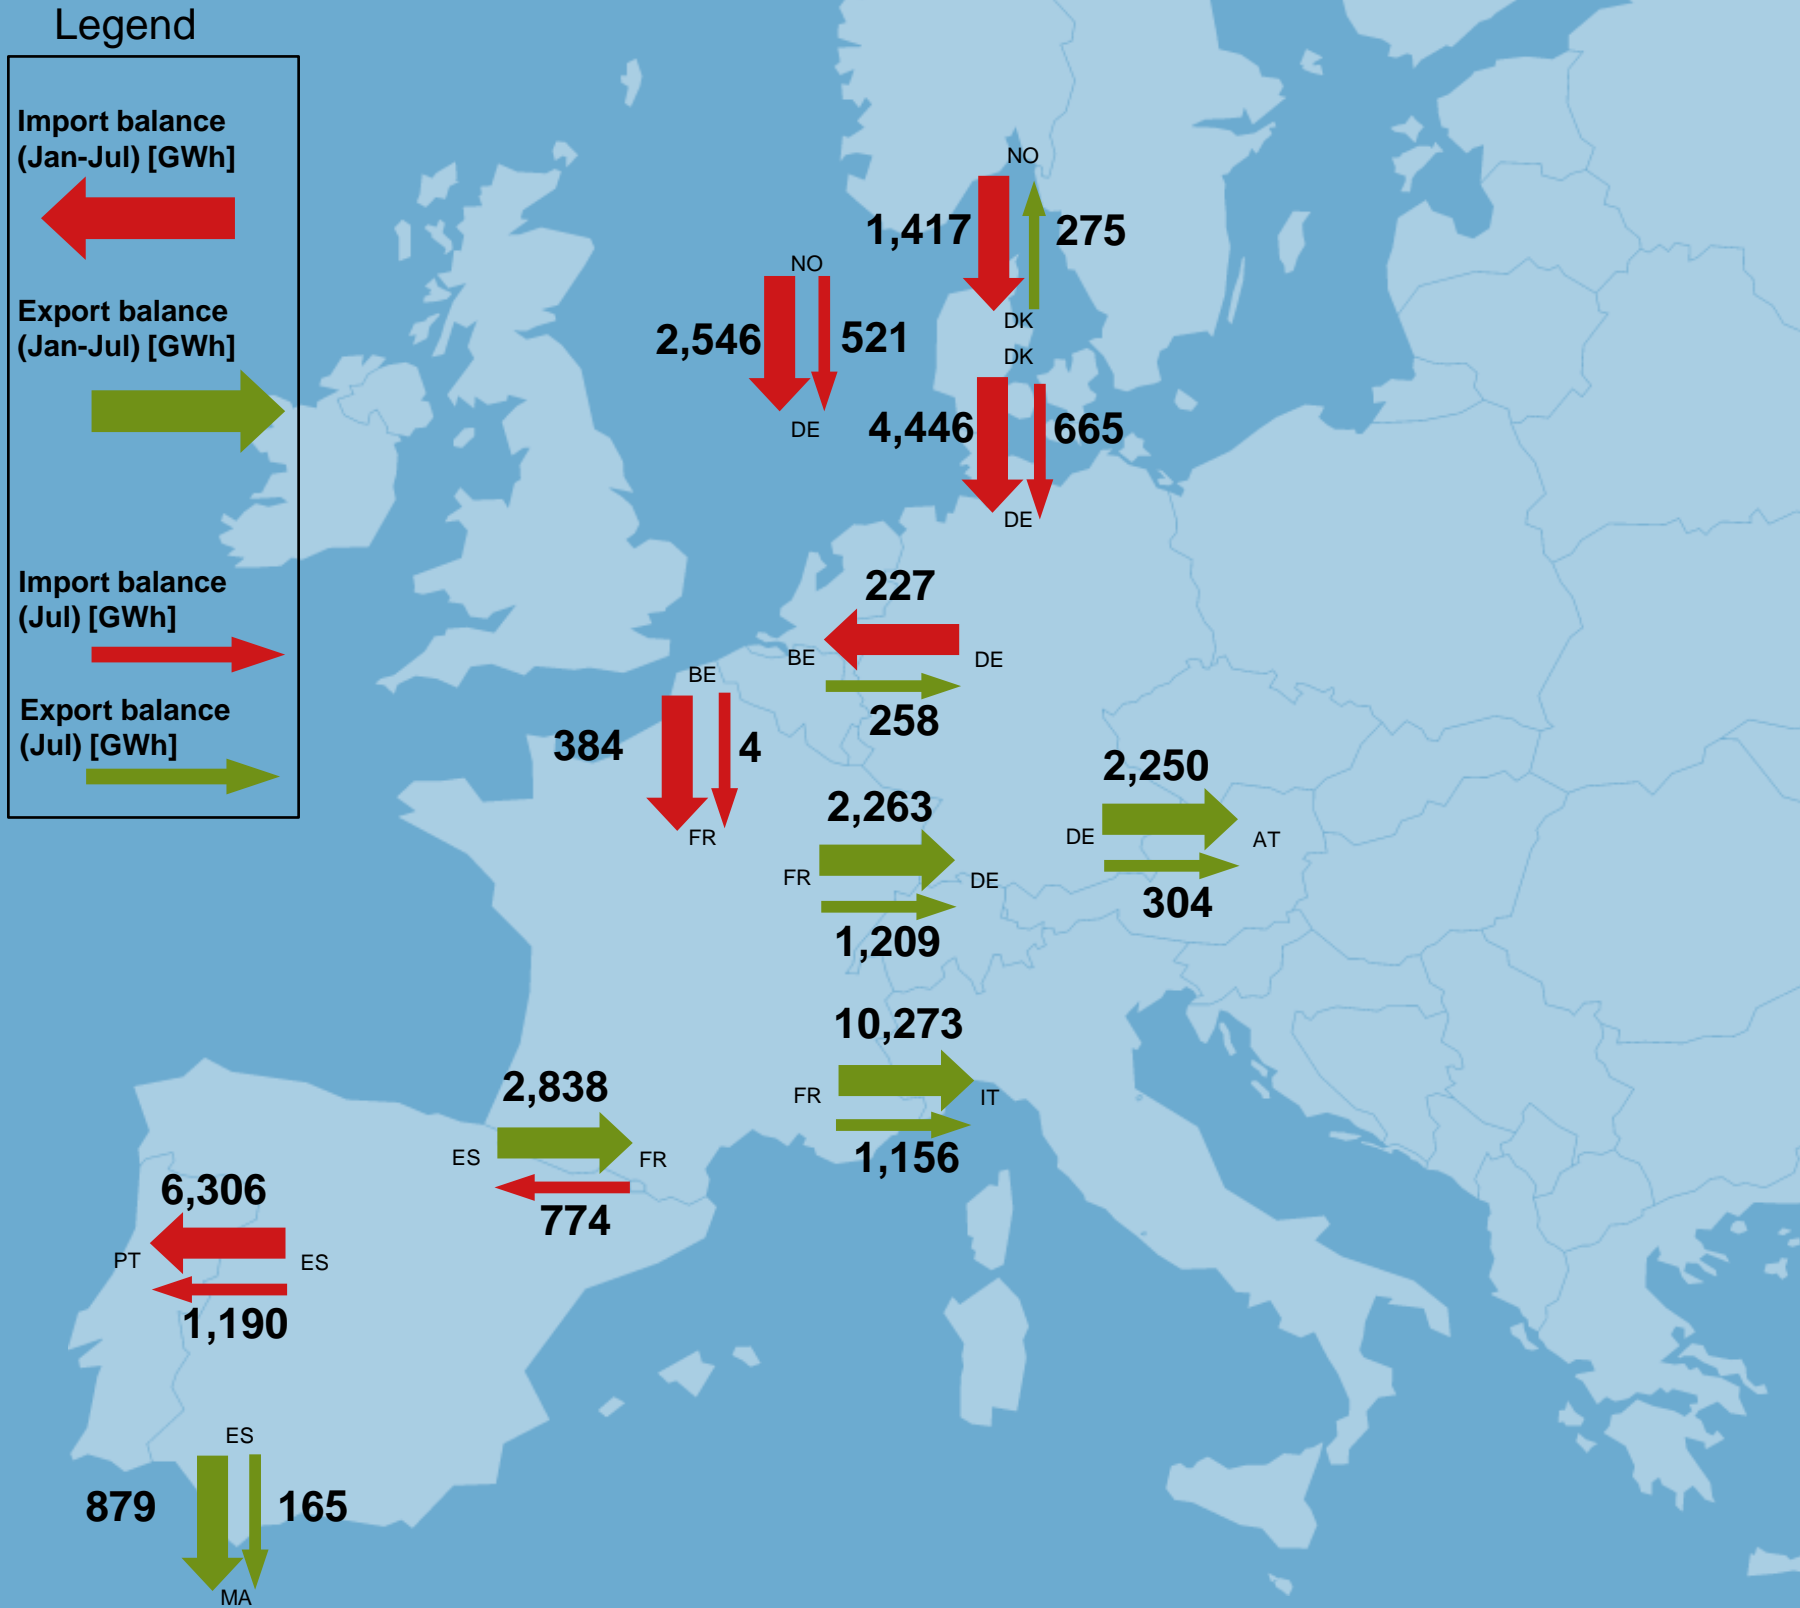 Legend
Import balance
(Jan-Jul) [GWh]
Export balance
(Jan-Jul) [GWh]
Import balance
(Jul) [GWh]
Export balance
(Jul) [GWh]
NO
1,417
275
DK
NO
2,546
521
DE
DK
4,446
665
DE
227
BE
DE
258
BE
384
4
FR
2,263
FR
DE
1,209
2,250
DE
AT
304
10,273
FR
IT
1,156
2,838
ES
FR
774
6,306
PT
ES
1,190
ES
879
165
MA